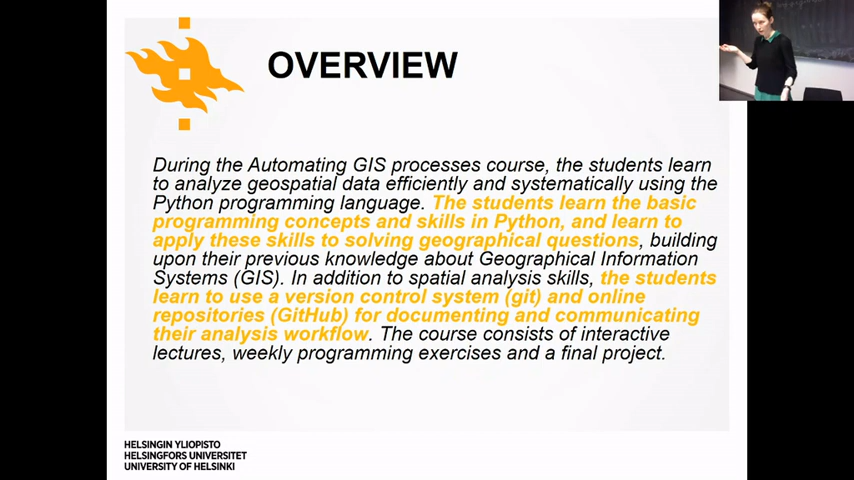 OVERVIEW
During the Automating GIS processes course, the students learn
to analyze geospatial data efficiently and systematically using the
Python programming language. The students learn the basic
programming concepts and skills in Python, and learn to
apply these skills to solving geographical questions, building
upon their previous knowledge about Geographical Information
Systems (GIS). In addition to spatial analysis skills, the students
learn to use a version control system (git) and online
repositories (GitHub) for documenting and communicating
their analysis workflow. The course consists of interactive
lectures, weekly programming exercises and a final project.
HELSINGIN YLIOPISTO
HELSINGFORS UNIVERSITET
UNIVERSITY OF HELSINKI